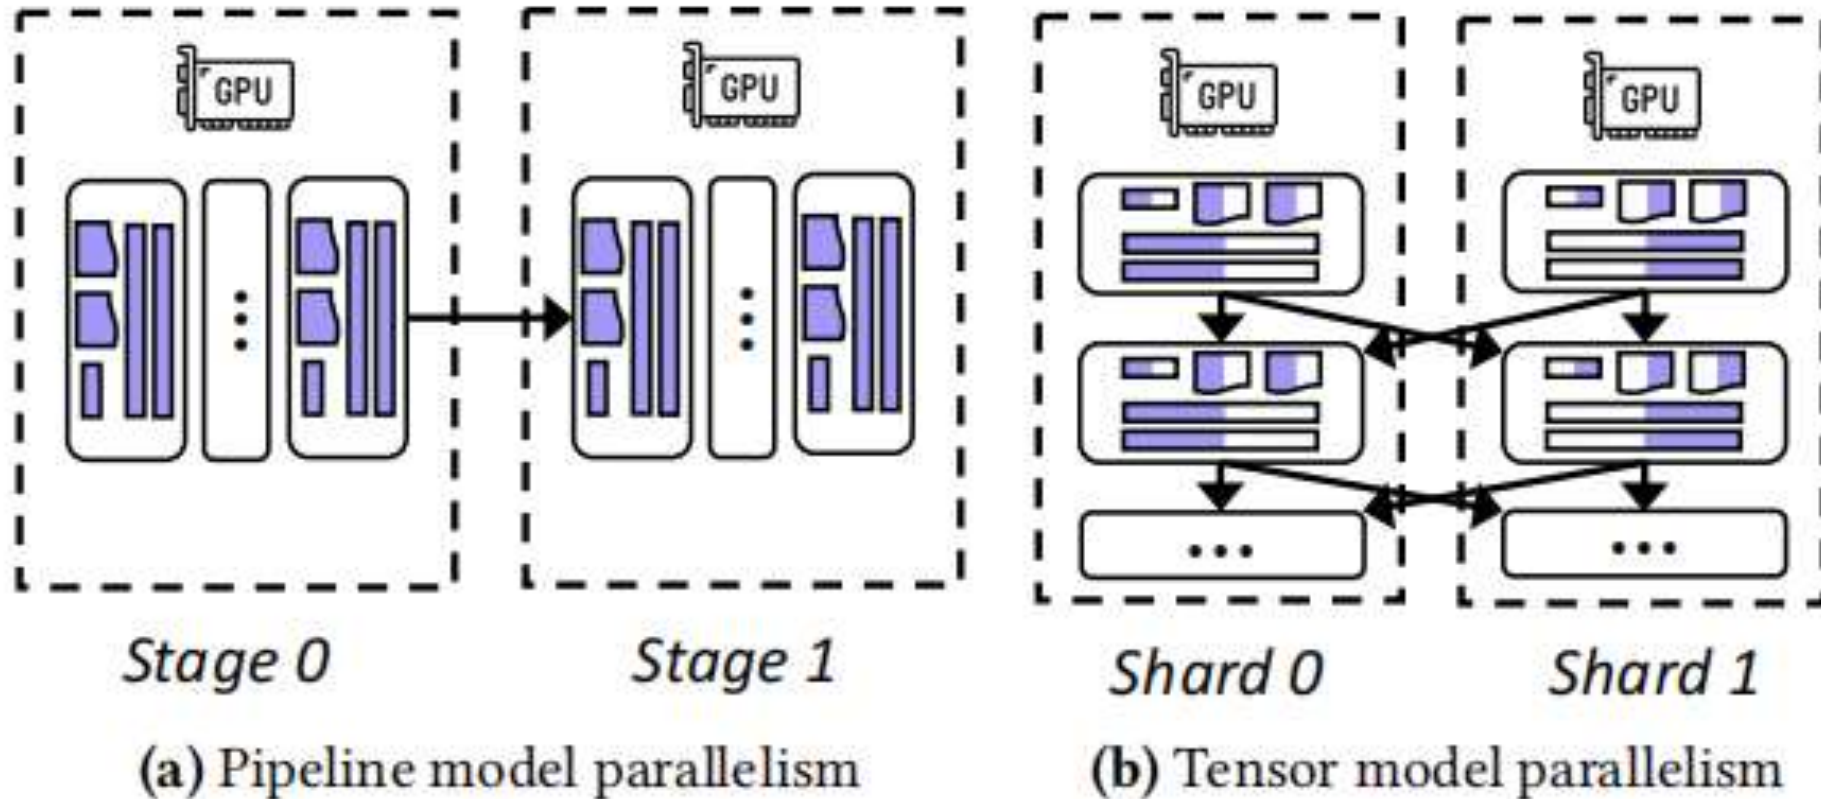 GPU
GPU
GPU
GPU
Stage 0
Stage 1
Shard 0
Shard 1
(a) Pipeline model parallelism
(b) Tensor model parallelism